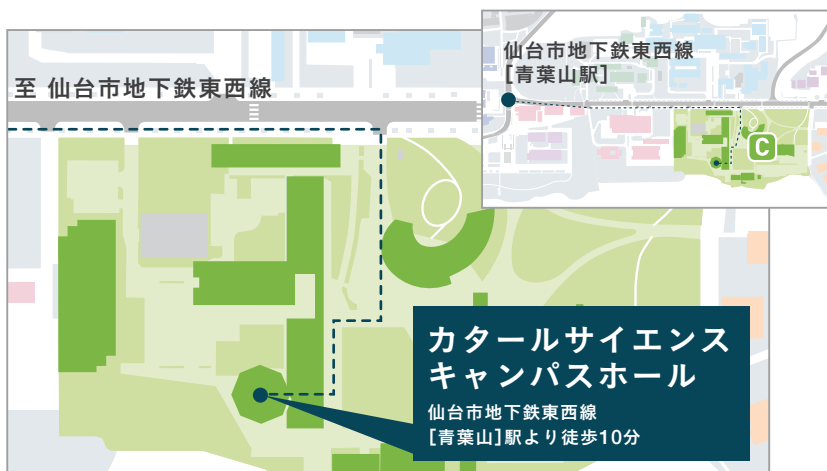 至 仙台市地下鉄東西線
仙台市地下鉄東西線
[青葉山駅]
C
カタールサイエンス
キャンパスホール
仙台市地下鉄東西線
[青葉山]駅より徒歩10分